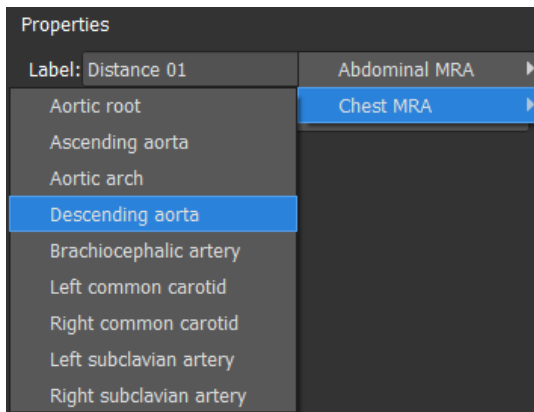 Properties
Label: Distance 01
Abdominal MRA
Chest MRA
Aortic root
Ascending aorta
Aortic arch
Descending aorta
Brachiocephalic artery
Left common carotid
Right common carotid
Left subclavian artery
Right subclavian artery